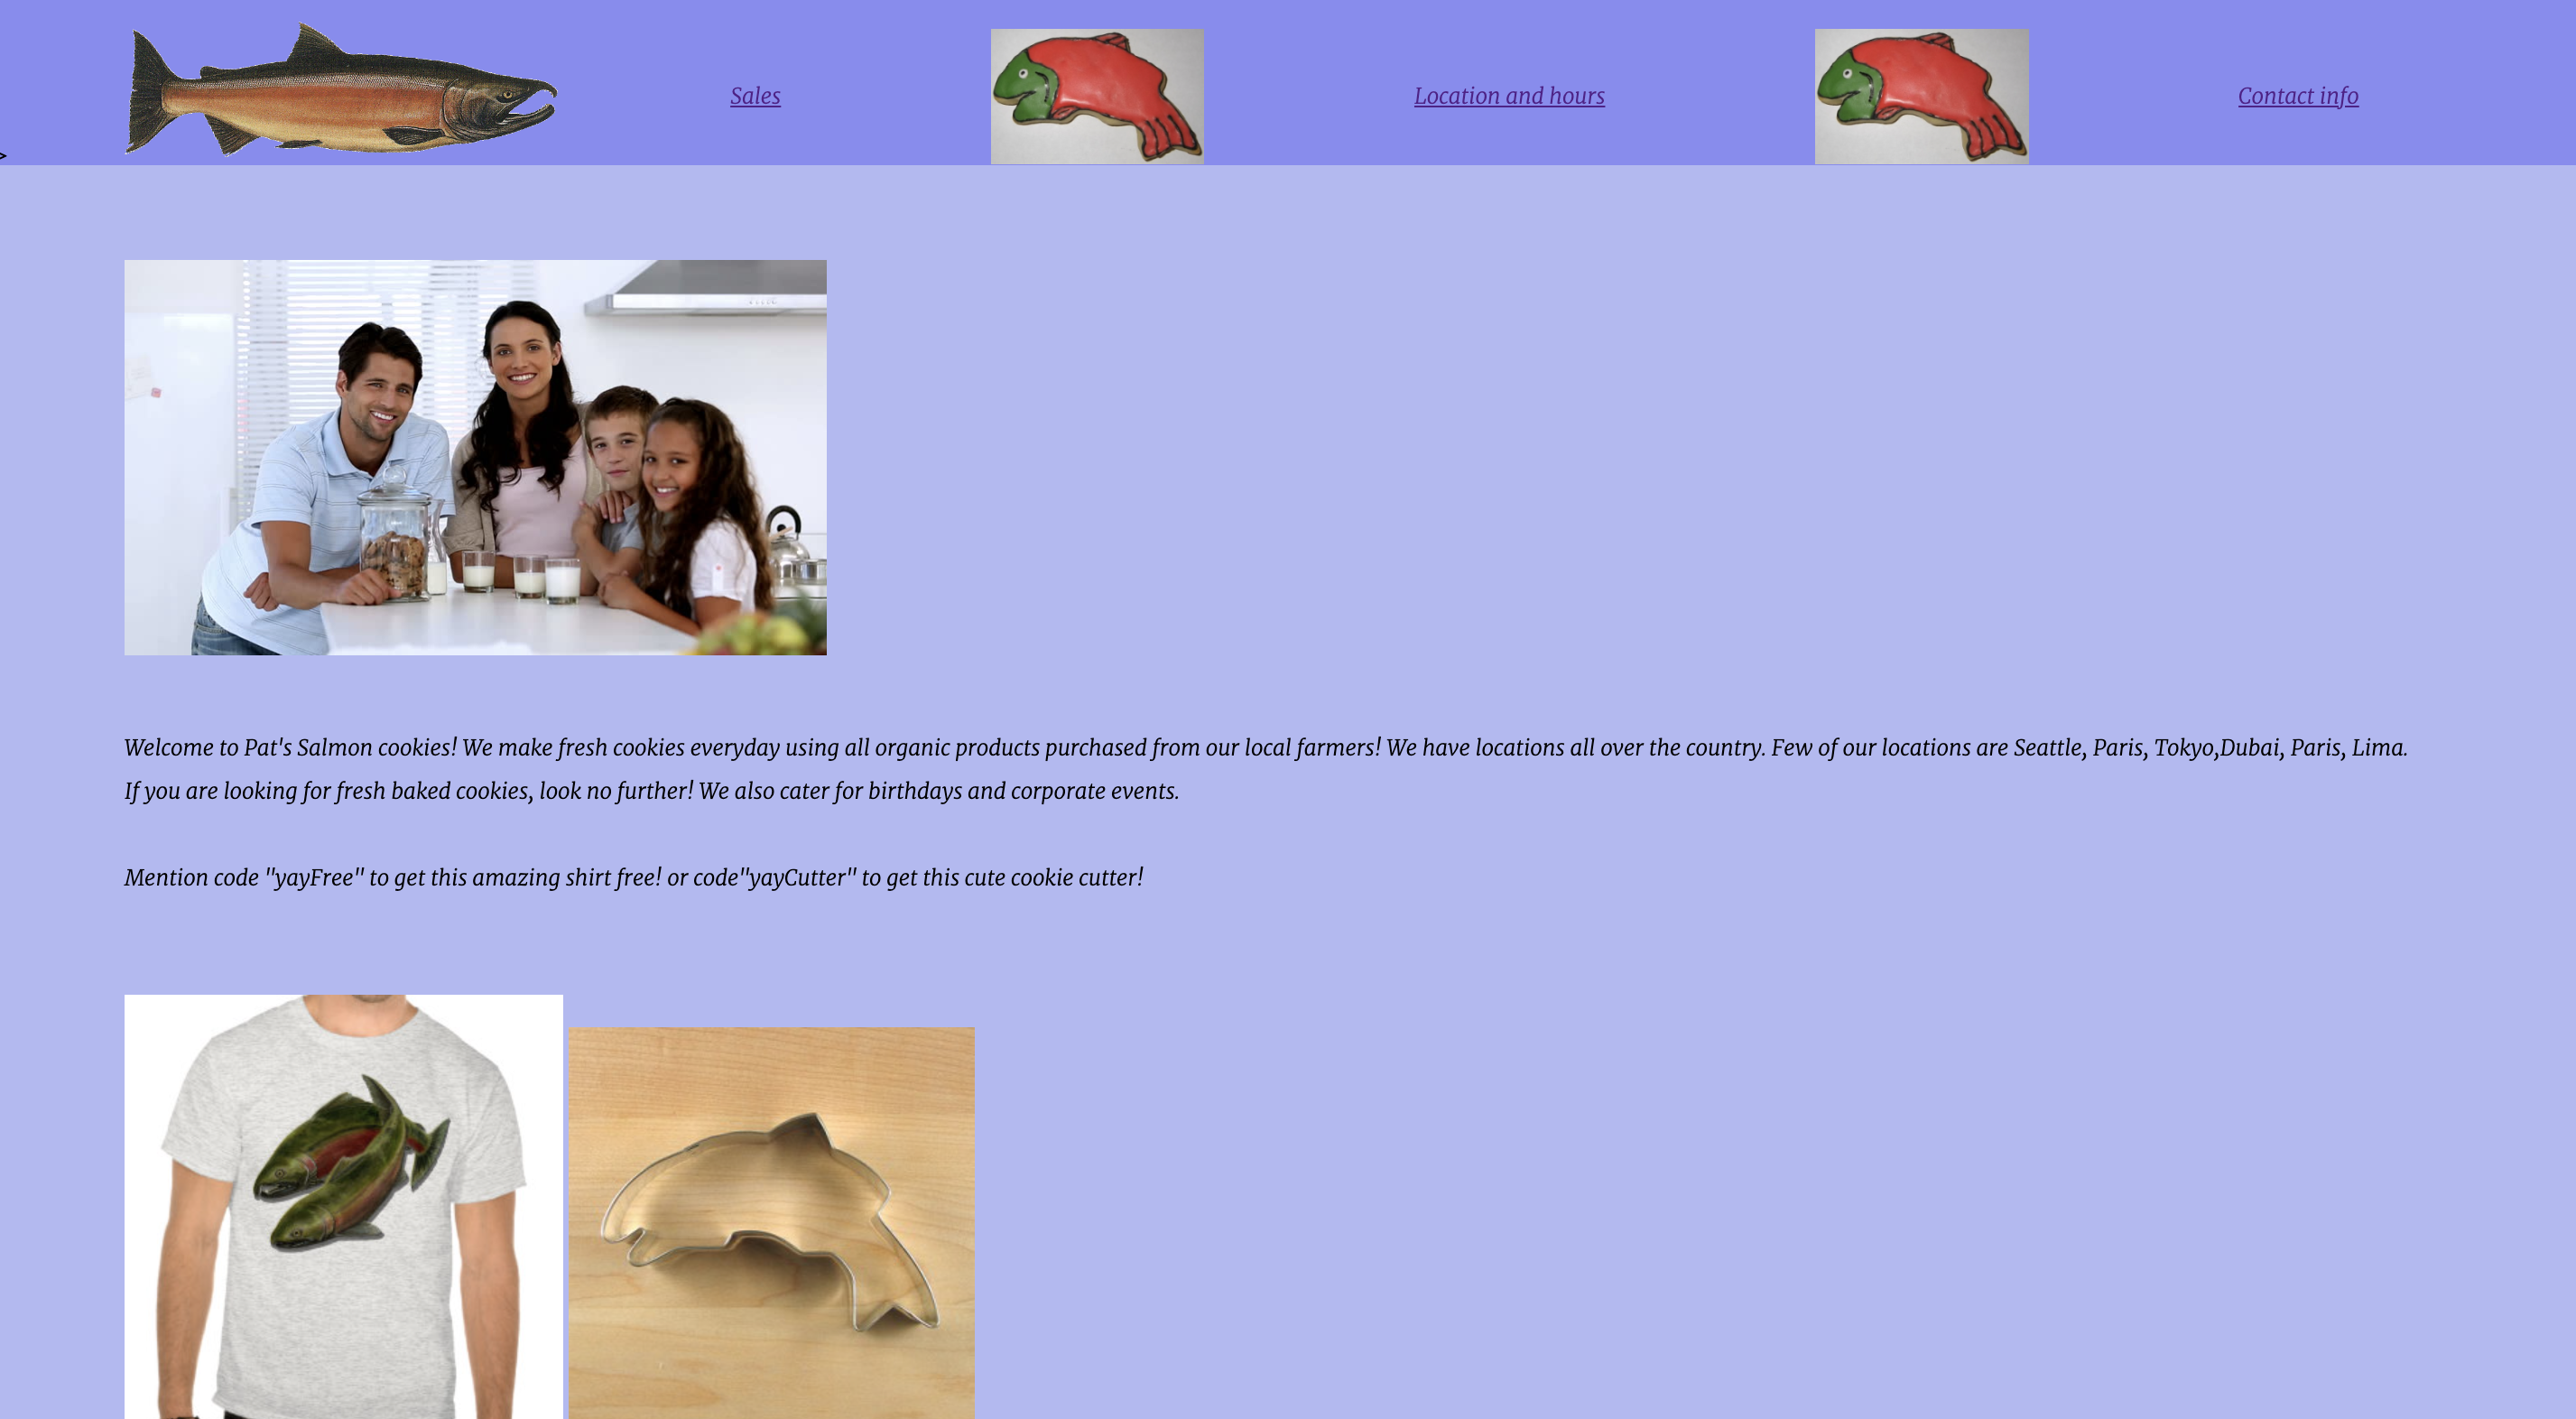 Sales
Location and hours
Contact info
>
Welcome to Pat's Salmon cookies! We make fresh cookies everyday using all organic products purchased from our local farmers! We have locations all over the country. Few of our locations are Seattle, Paris, Tokyo,Dubai, Paris, Lima.
If you are looking for fresh baked cookies, look no further! We also cater for birthdays and corporate events.
Mention code "yayFree" to get this amazing shirt free! or code"yayCutter" to get this cute cookie cutter!